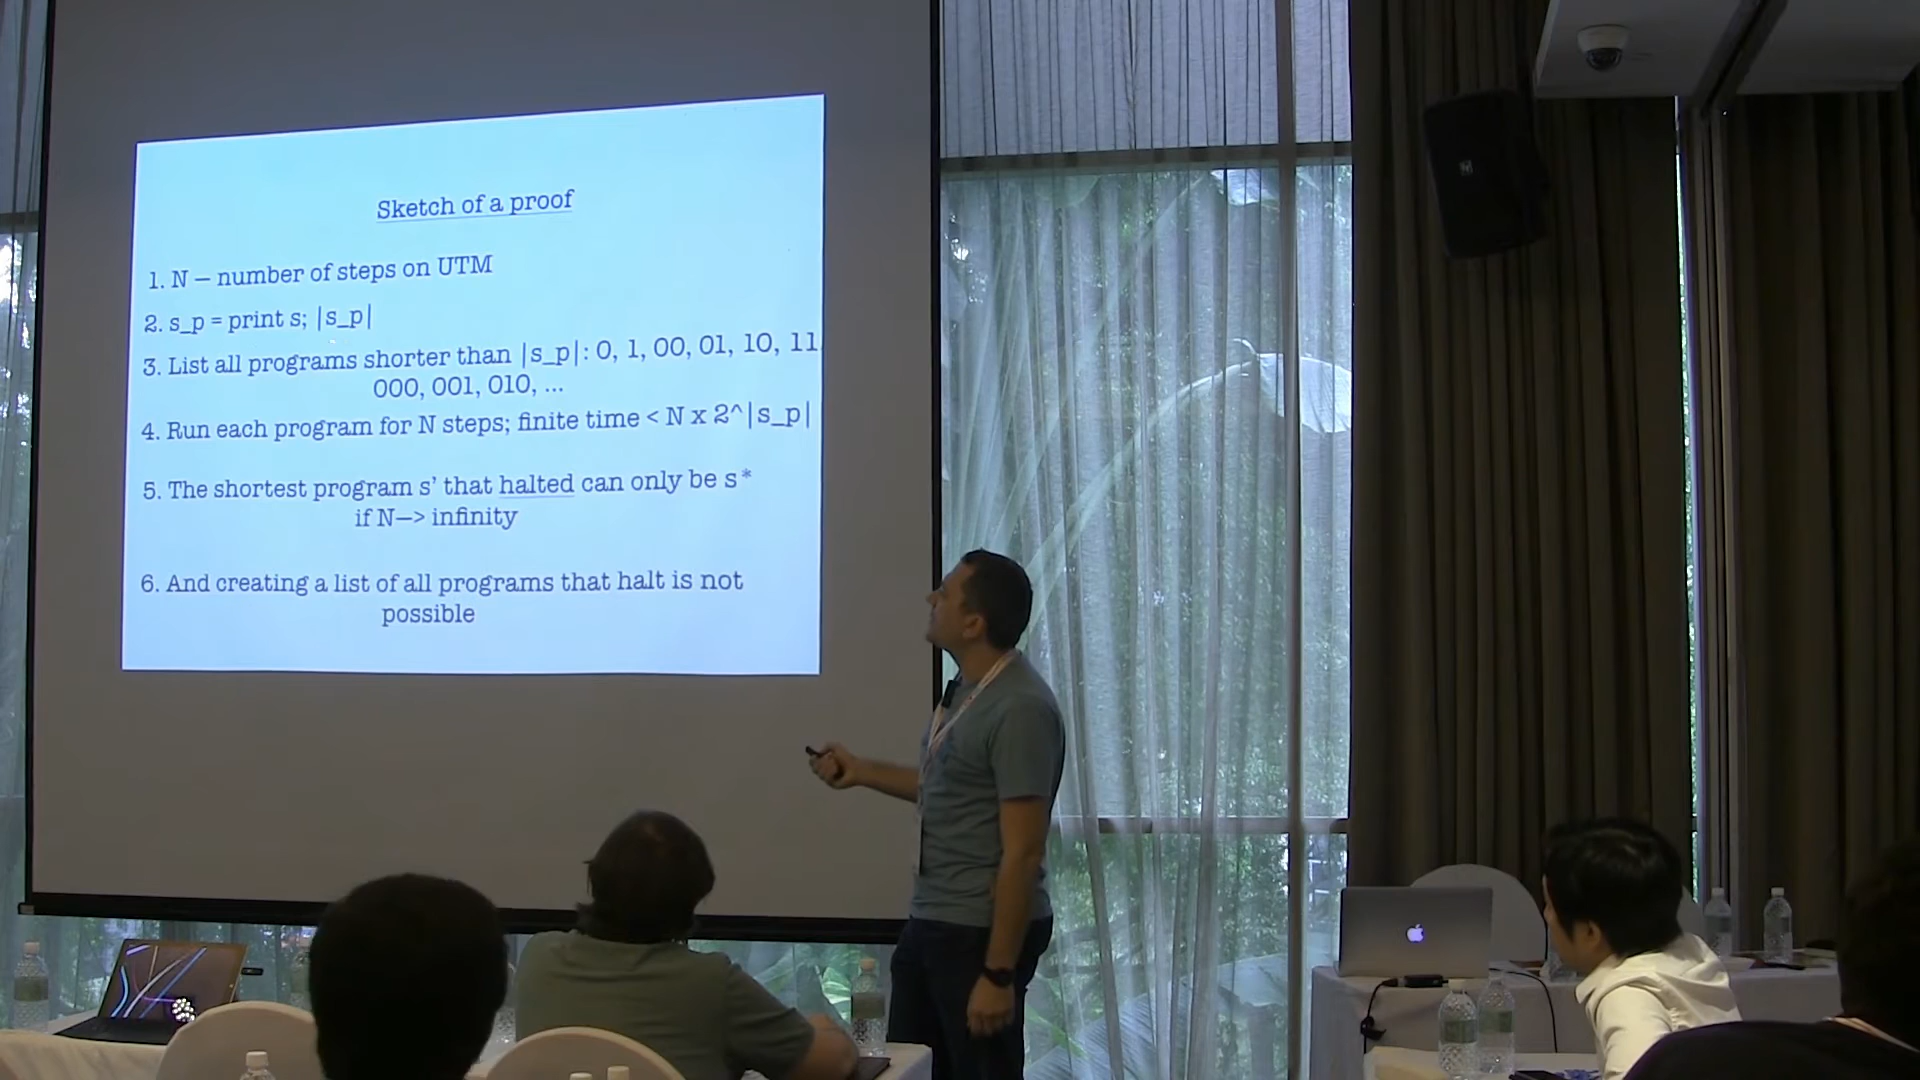 Sketch of a proof
1. N – number of steps on UTM
2. s_p = print s; |s_p|
3. List all programs shorter than |s_p|: 0, 1, 00, 01, 10, 11
000, 001, 010, ...
4. Run each program for N steps; finite time < N x 2^|s_p|
5. The shortest program s' that halted can only be s*
if N—> infinity
6. And creating a list of all programs that halt is not
possible